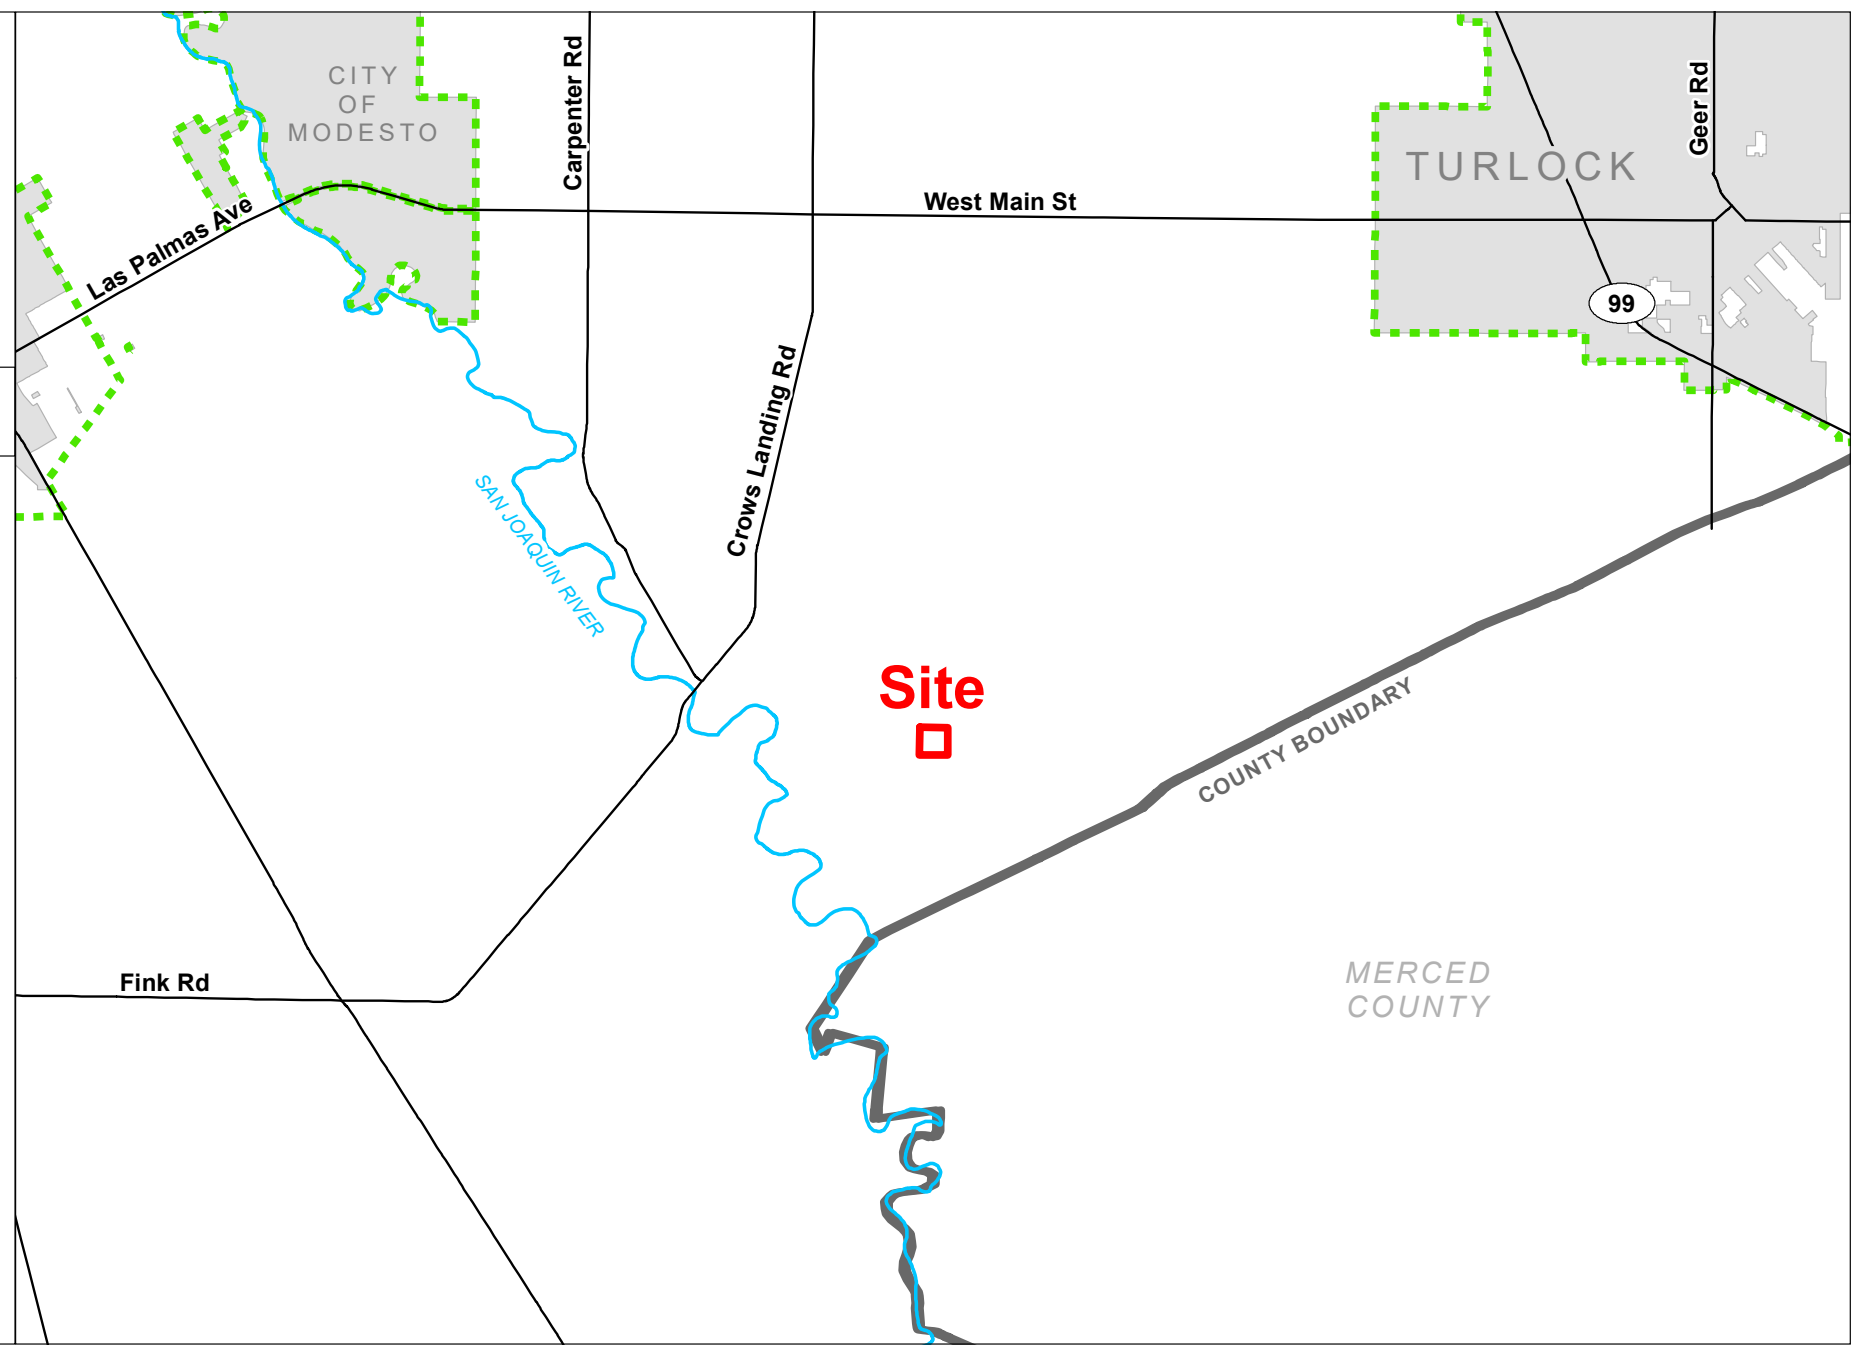 CITY
OF
MODESTO
Carpenter Rd
Geer Rd
TURLOCK
West Main St
Las Palmas Ave
99
Crows Landing Rd
SAN JOAQUIN RIVER
Site
COUNTY BOUNDARY
Fink Rd
MERCED
COUNTY